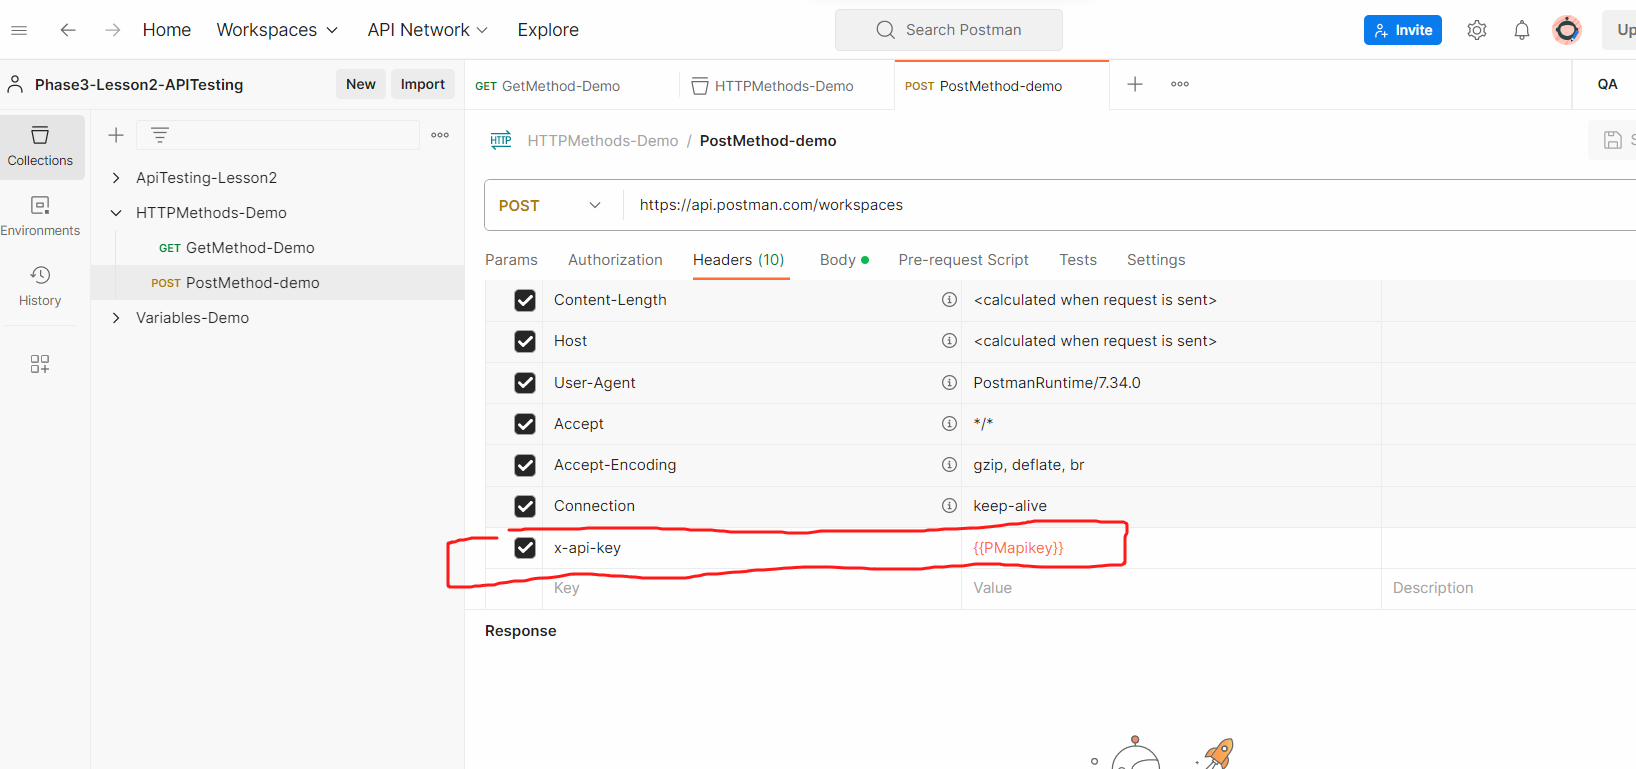 Home Workspaces API Network Explore Search Postman Invite Up
Phase3-Lesson2-APITesting New Import GET GetMethod-Demo HTTPMethods-Demo POST PostMethod-demo QA
Collections
Environments
History
ApiTesting-Lesson2
HTTPMethods-Demo
GET GetMethod-Demo
POST PostMethod-demo
Variables-Demo
HTTP HTTPMethods-Demo / PostMethod-demo S
POST https://api.postman.com/workspaces
Params Authorization Headers (10) Body Pre-request Script Tests Settings
Content-Length <calculated when request is sent>
Host <calculated when request is sent>
User-Agent PostmanRuntime/7.34.0
Accept */*
Accept-Encoding gzip, deflate, br
Connection keep-alive
x-api-key {{PMapikey}}
Key Value Description
Response